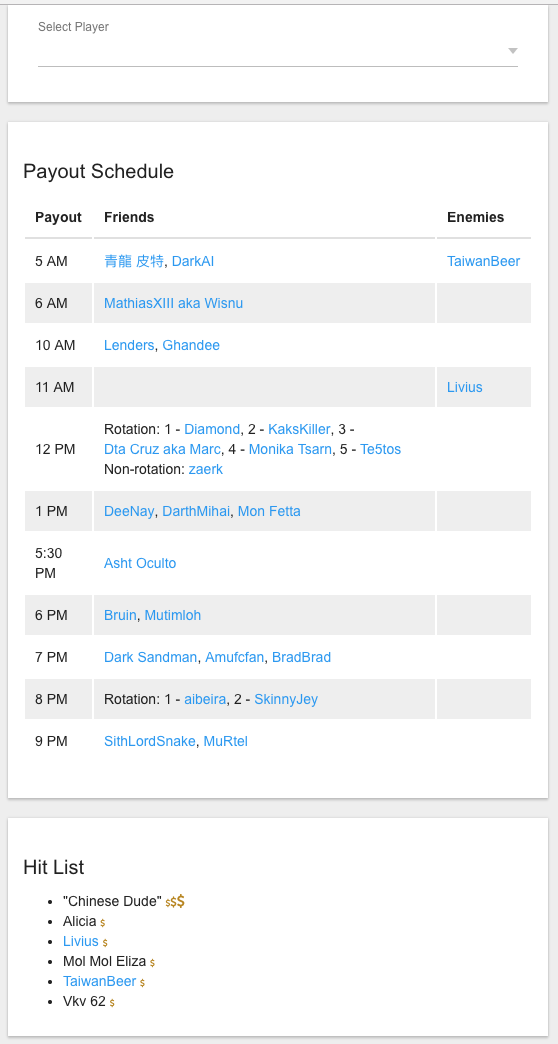 Select Player
Payout Schedule
Payout Friends Enemies
5 AM 青龍 皮特, DarkAI TaiwanBeer
6 AM MathiasXIII aka Wisnu
10 AM Lenders, Ghandee
11 AM Livius
Rotation: 1 - Diamond, 2 - KaksKiller, 3 -
12 PM Dta Cruz aka Marc, 4 - Monika Tsarn, 5 - Te5tos
Non-rotation: zaerk
1 PM DeeNay, DarthMihai, Mon Fetta
5:30
PM Asht Oculto
6 PM Bruin, Mutimloh
7 PM Dark Sandman, Amufcfan, BradBrad
8 PM Rotation: 1 - aibeira, 2 - SkinnyJey
9 PM SithLordSnake, MuRtel
Hit List
• "Chinese Dude" $$$
• Alicia $
• Livius $
• Mol Mol Eliza $
• TaiwanBeer $
• Vkv 62 $